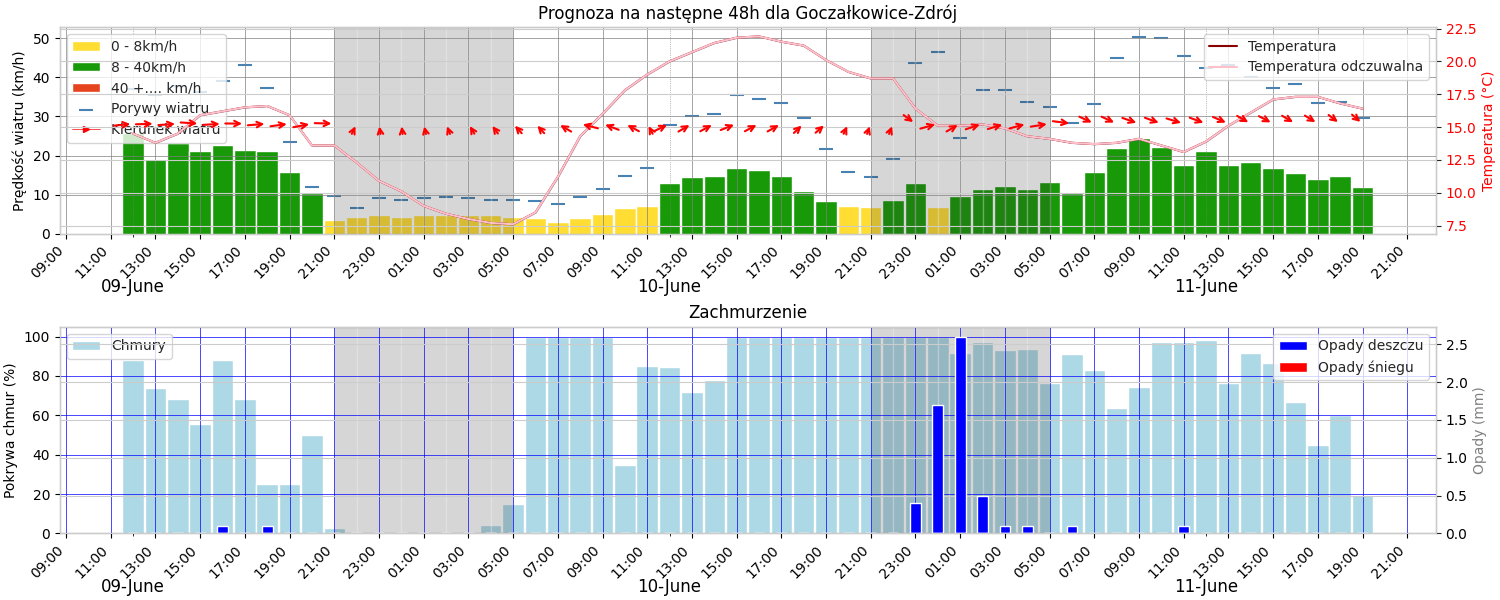 Prognoza na następne 48h dla Goczałkowice-Zdrój
0 - 8km/h
8 - 40km/h
40 +.... km/h
Porywy wiatru
Kierunek wiatru
Temperatura
Temperatura odczuwalna
Prędkość wiatru (km/h)
50
40
30
20
10
0
Temperatura (°C)
22.5
20.0
17.5
15.0
12.5
10.0
7.5
09:00 11:00 13:00 15:00 17:00 19:00 21:00 23:00 01:00 03:00 05:00 07:00 09:00 11:00 13:00 15:00 17:00 19:00 21:00 23:00 01:00 03:00 05:00 07:00 09:00 11:00 13:00 15:00 17:00 19:00 21:00
09-June 10-June 11-June
Zachmurzenie
Chmury
Opady deszczu
Opady śniegu
Pokrywa chmur (%)
100
80
60
40
20
0
Opady (mm)
2.5
2.0
1.5
1.0
0.5
0.0
09:00 11:00 13:00 15:00 17:00 19:00 21:00 23:00 01:00 03:00 05:00 07:00 09:00 11:00 13:00 15:00 17:00 19:00 21:00 23:00 01:00 03:00 05:00 07:00 09:00 11:00 13:00 15:00 17:00 19:00 21:00
09-June 10-June 11-June